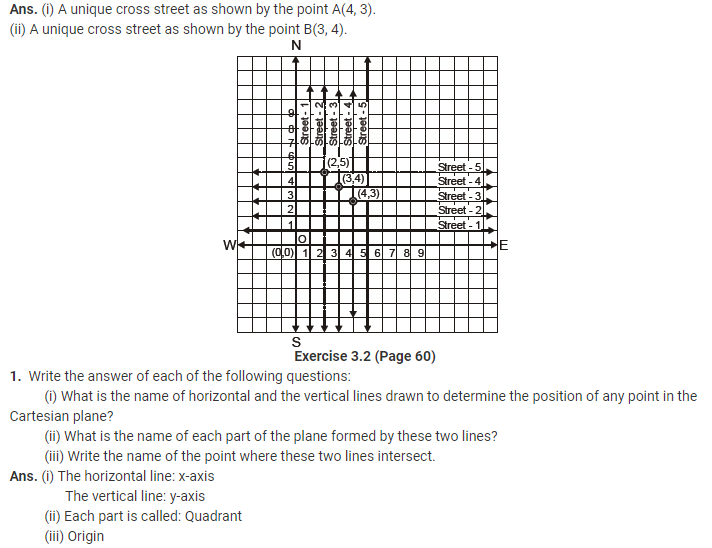 Ans. (i) A unique cross street as shown by the point A(4, 3).
(ii) A unique cross street as shown by the point B(3, 4).
N
Street - 1
Street - 2
Street - 3
Street - 4
Street - 5
9
8
7
6
5
4
3
2
1
(2,5)
(3,4)
(4,3)
Street - 5
Street - 4
Street - 3
Street - 2
Street - 1
W
O
E
(0,0) 1 2 3 4 5 6 7 8 9
S
Exercise 3.2 (Page 60)
1. Write the answer of each of the following questions:
(i) What is the name of horizontal and the vertical lines drawn to determine the position of any point in the
Cartesian plane?
(ii) What is the name of each part of the plane formed by these two lines?
(iii) Write the name of the point where these two lines intersect.
Ans. (i) The horizontal line: x-axis
The vertical line: y-axis
(ii) Each part is called: Quadrant
(iii) Origin